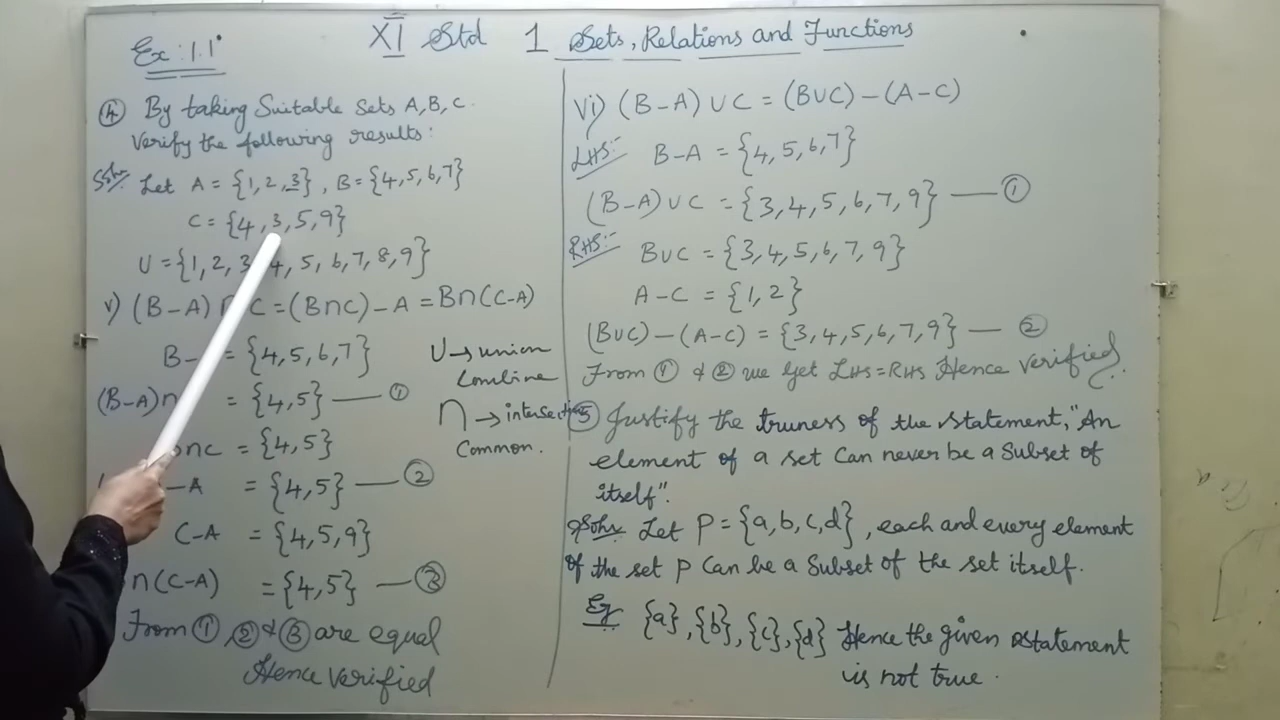 XI Std 1 Sets, Relations and Functions
Ex: 1.1
④ By taking Suitable sets A, B, C.
Verify the following results:
Soln. Let A = {1, 2, 3}, B = {4, 5, 6, 7}
C = {4, 3, 5, 9}
U = {1, 2, 3, 4, 5, 6, 7, 8, 9}
v) (B-A) ∩ C = (B∩C) - A = B∩(C-A)
B- = {4, 5, 6, 7}
(B-A)∩ = {4, 5} — ①
B∩C = {4, 5}
-A = {4, 5} — ②
C-A = {4, 5, 9}
∩(C-A) = {4, 5} — ③
From ①, ② & ③ are equal
Hence verified
U → union
Combine
∩ → intersection
Common.
vi) (B-A) ∪ C = (B∪C) - (A-C)
LHS:- B-A = {4, 5, 6, 7}
(B-A)∪C = {3, 4, 5, 6, 7, 9} — ①
RHS:- B∪C = {3, 4, 5, 6, 7, 9}
A-C = {1, 2}
(B∪C) - (A-C) = {3, 4, 5, 6, 7, 9} — ②
From ① & ② we get LHS = RHS Hence verified.
⑤ Justify the truness of the statement, "An
element of a set Can never be a Subset of
itself".
Soln. Let P = {a, b, c, d}, each and every element
of the set P Can be a Subset of the set itself.
Eg {a}, {b}, {c}, {d} Hence the given statement
is not true.